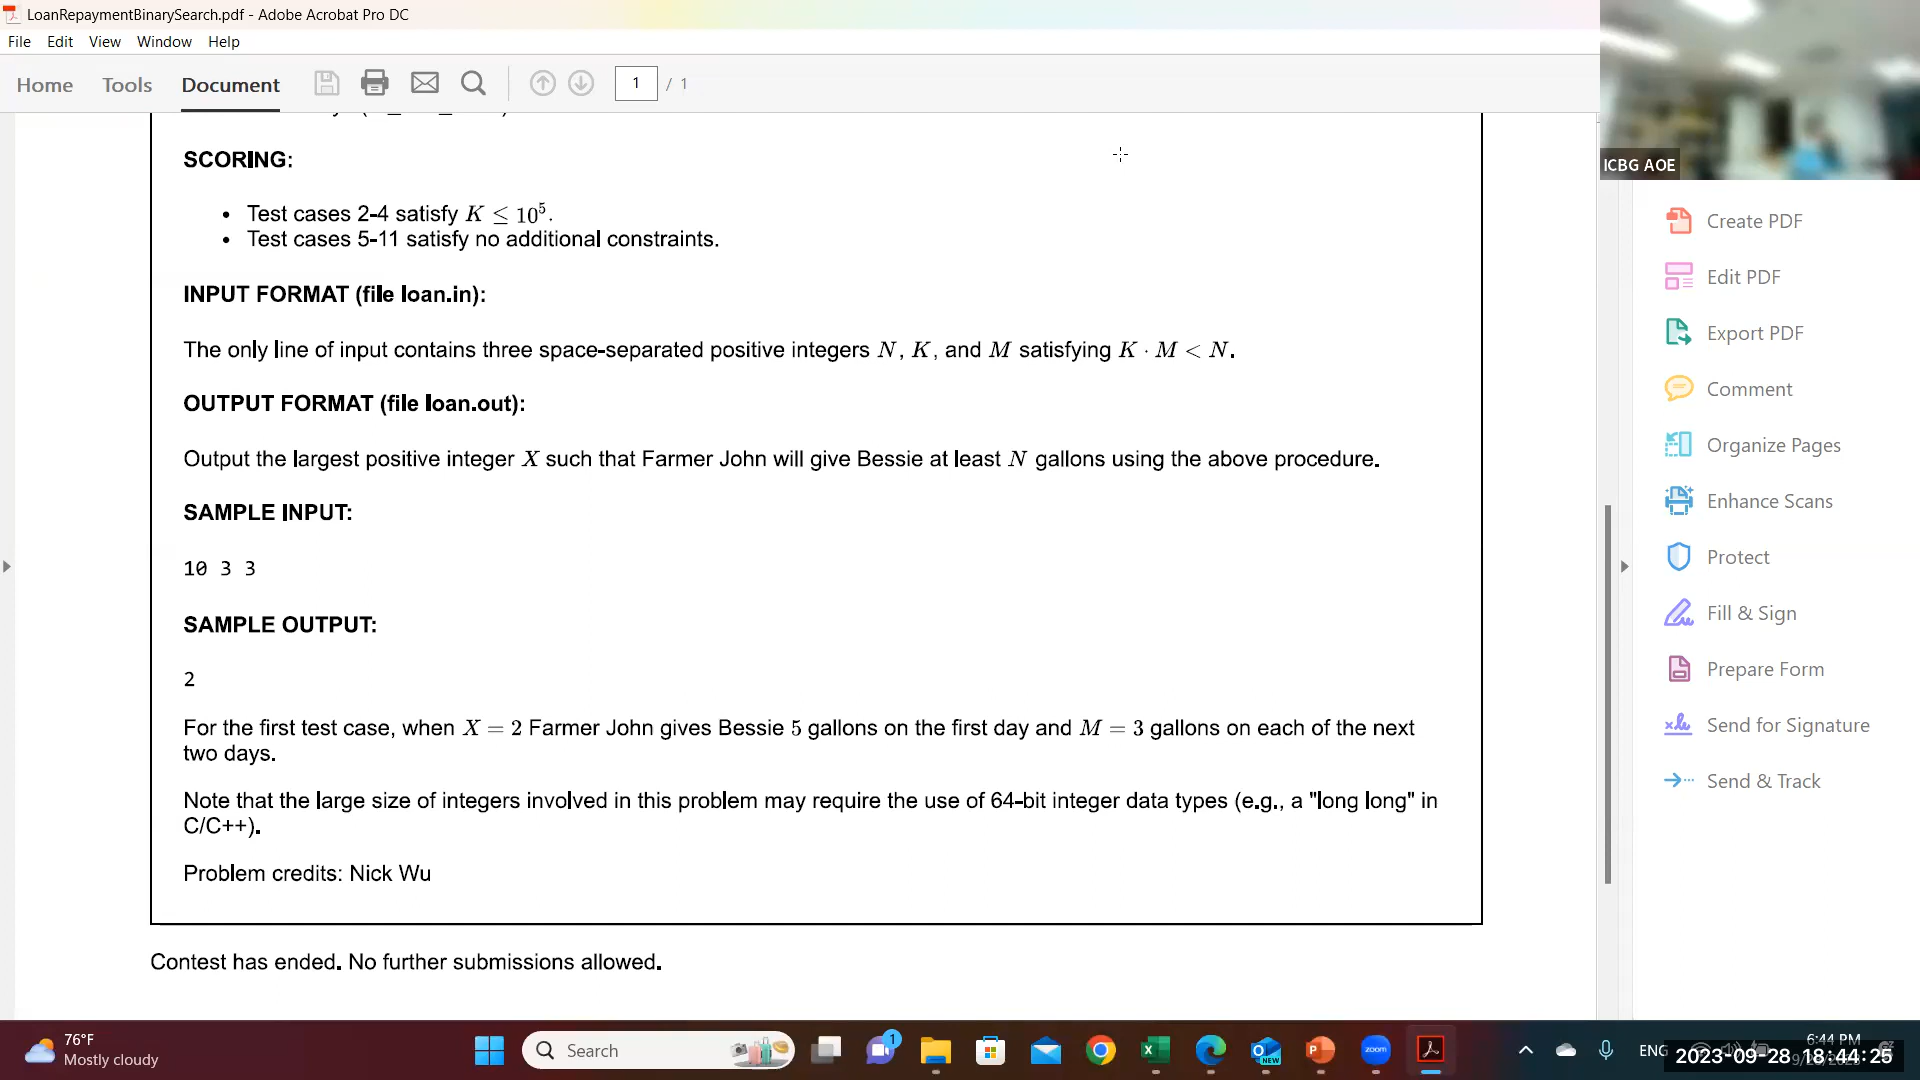 LoanRepaymentBinarySearch.pdf - Adobe Acrobat Pro DC
File Edit View Window Help
Home Tools Document 1 / 1
ICBG AOE
SCORING:
• Test cases 2-4 satisfy K ≤ 10⁵.
• Test cases 5-11 satisfy no additional constraints.
INPUT FORMAT (file loan.in):
The only line of input contains three space-separated positive integers N, K, and M satisfying K · M < N.
OUTPUT FORMAT (file loan.out):
Output the largest positive integer X such that Farmer John will give Bessie at least N gallons using the above procedure.
SAMPLE INPUT:
10 3 3
SAMPLE OUTPUT:
2
For the first test case, when X = 2 Farmer John gives Bessie 5 gallons on the first day and M = 3 gallons on each of the next
two days.
Note that the large size of integers involved in this problem may require the use of 64-bit integer data types (e.g., a "long long" in
C/C++).
Problem credits: Nick Wu
Contest has ended. No further submissions allowed.
Create PDF
Edit PDF
Export PDF
Comment
Organize Pages
Enhance Scans
Protect
Fill & Sign
Prepare Form
Send for Signature
Send & Track
76°F
Mostly cloudy
Search
1
NEW
zoom
ENG
6:44 PM
2023-09-28 18:44:25